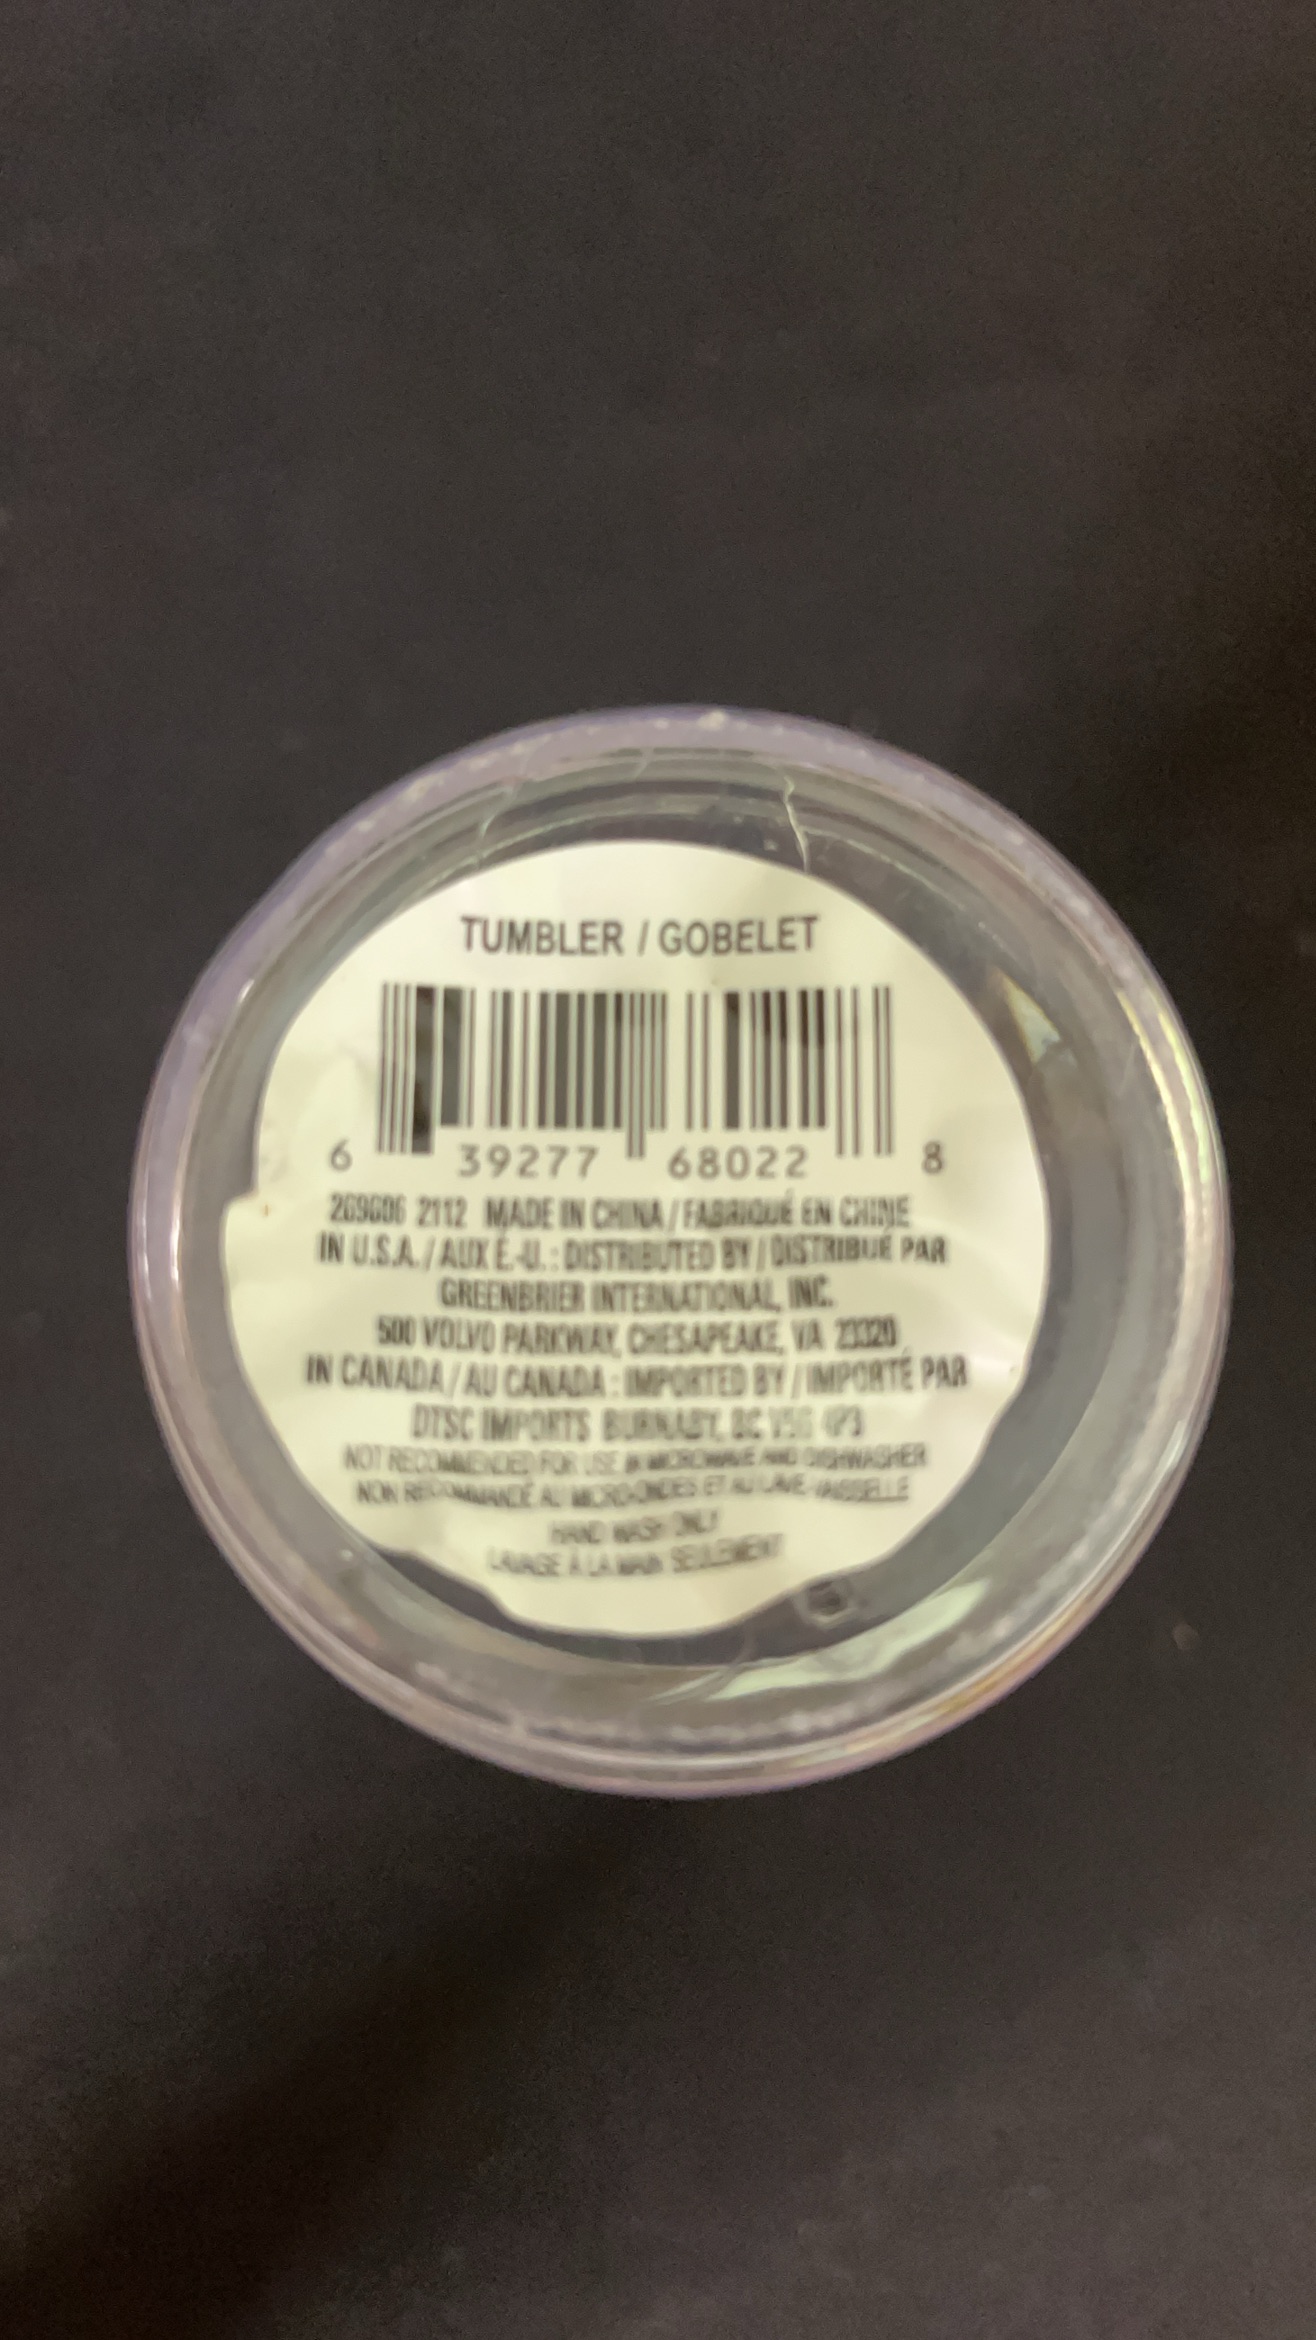 TUMBLER / GOBELET
6 39277 68022 8
2112 MADE IN CHINA / FABRIQUÉ EN CHINE
IN U.S.A. / AUX É.-U. : DISTRIBUTED BY / DISTRIBUÉ PAR
GREENBRIER INTERNATIONAL, INC.
500 VOLVO PARKWAY, CHESAPEAKE, VA 23320
IN CANADA / AU CANADA : IMPORTED BY / IMPORTÉ PAR
DTSC IMPORTS BURNABY, BC
NOT RECOMMENDED FOR USE IN MICROWAVE AND DISHWASHER
NON RECOMMANDÉ AU MICRO-ONDES ET AU LAVE-VAISSELLE
HAND WASH ONLY
LAVAGE À LA MAIN SEULEMENT